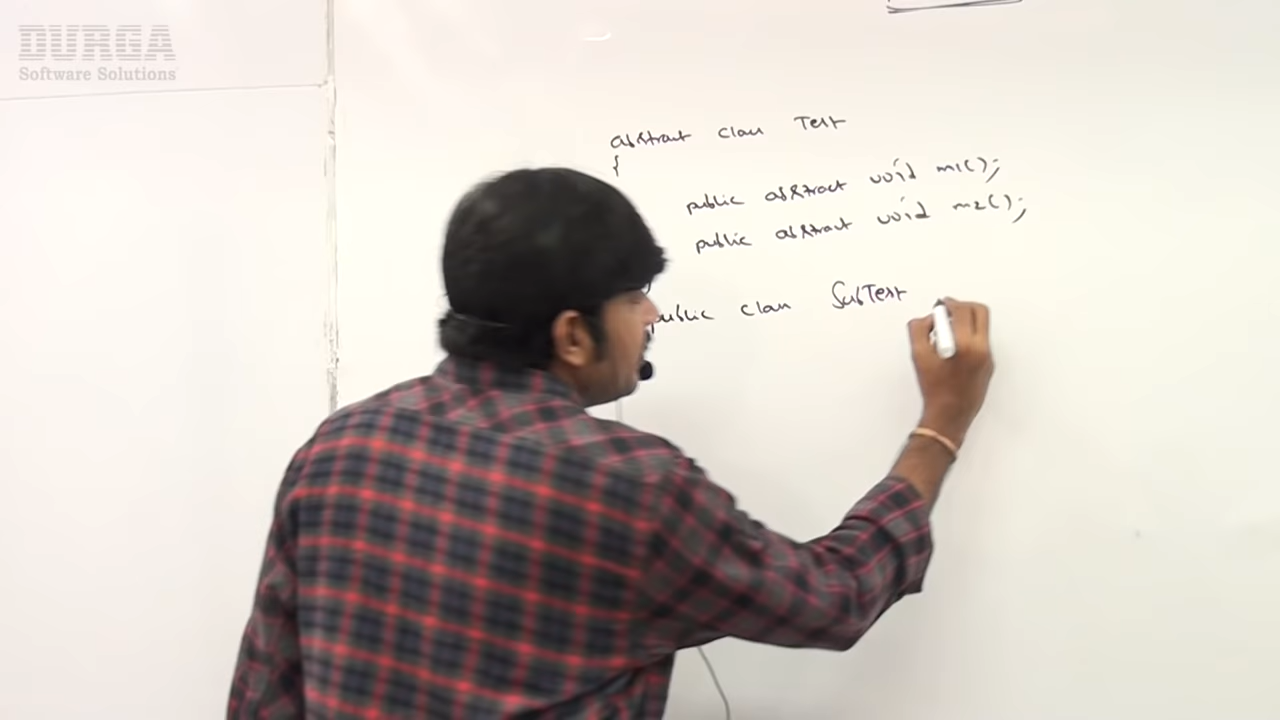 DURGA
Software Solutions
abstract class Test
{
public abstract void m1();
public abstract void m2();
}
public class SubTest